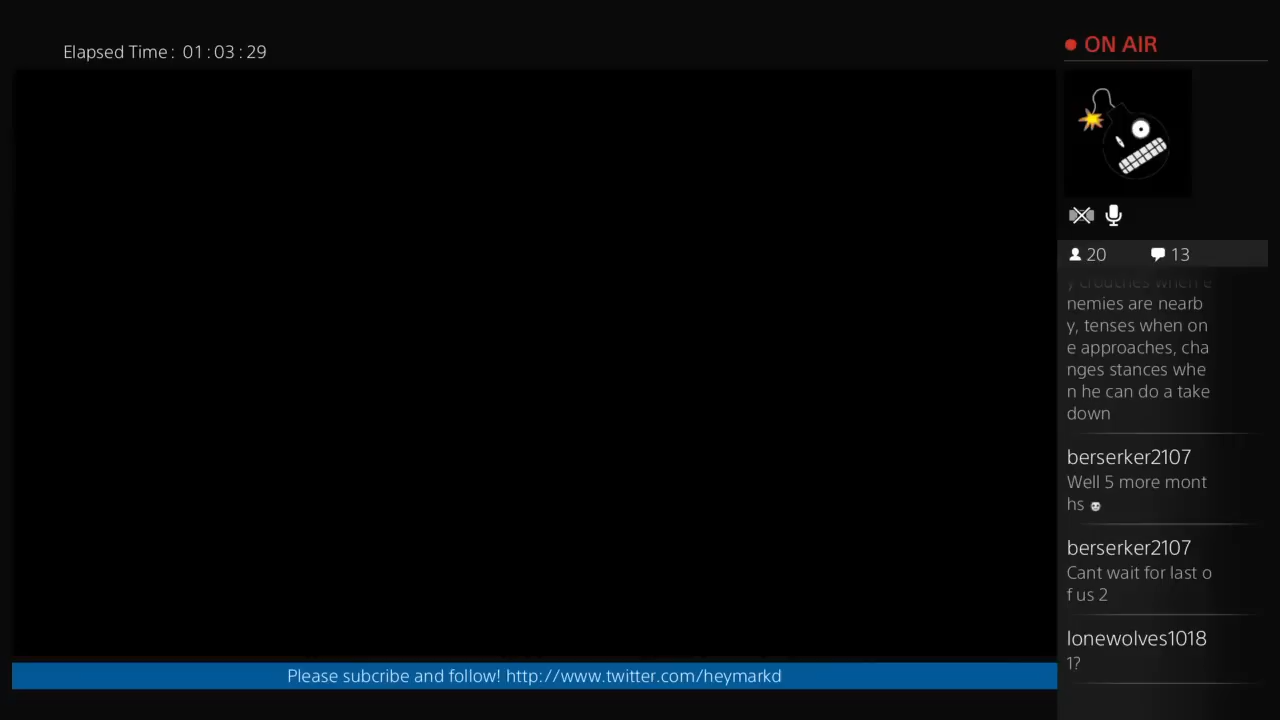 Elapsed Time: 01:03:29
ON AIR
20 13
y crouches when e
nemies are nearb
y, tenses when on
e approaches, cha
nges stances whe
n he can do a take
down
berserker2107
Well 5 more mont
hs
berserker2107
Cant wait for last o
f us 2
lonewolves1018
1?
Please subcribe and follow! http://www.twitter.com/heymarkd